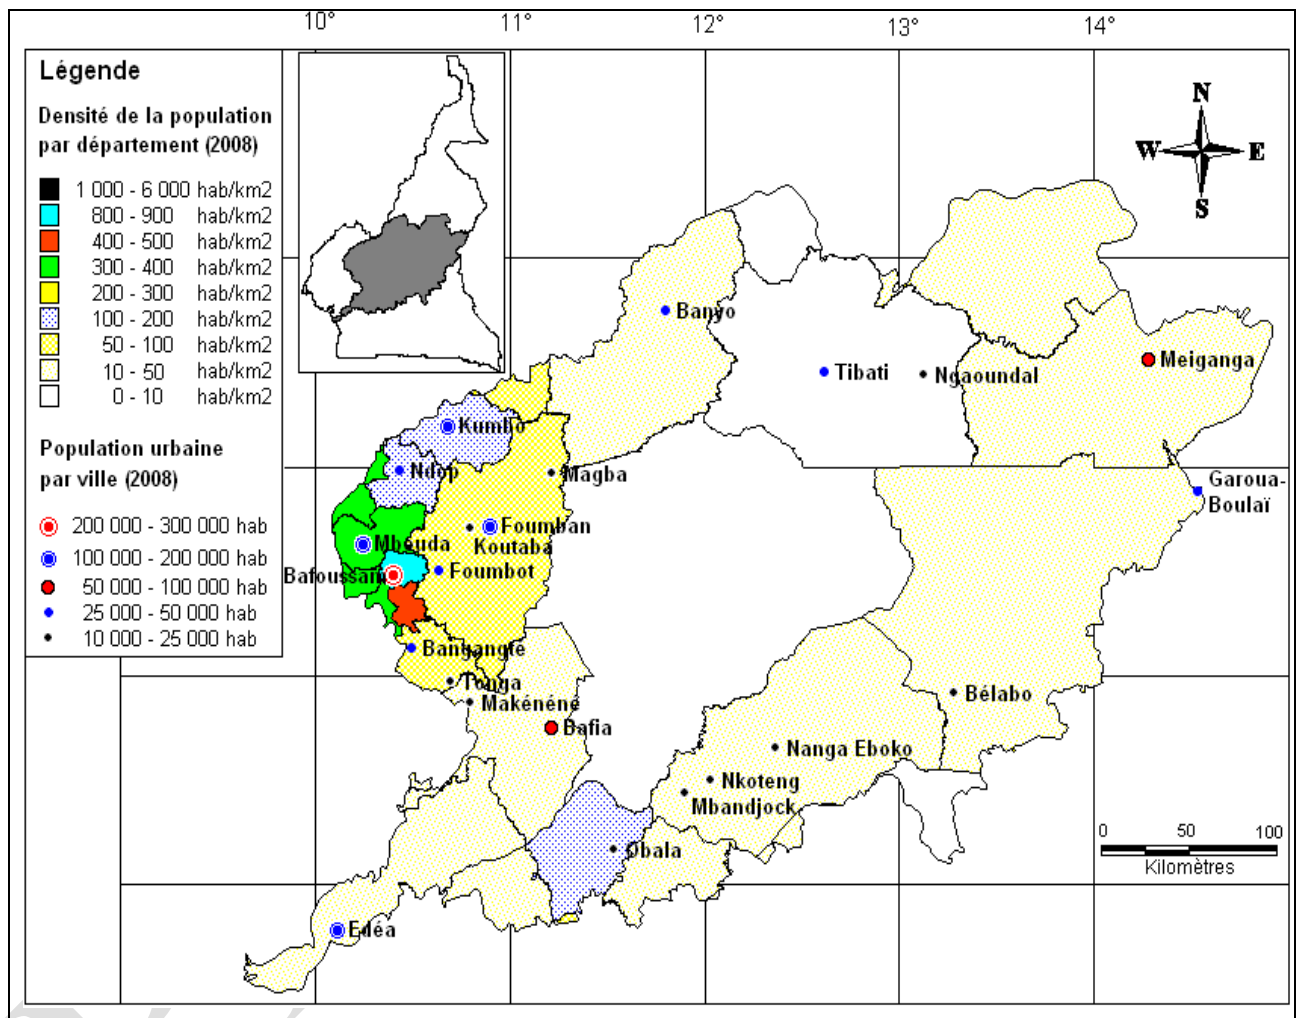 10° 11° 12° 13° 14°
Légende
Densité de la population
par département (2008)
1 000 - 6 000 hab/km2
800 - 900 hab/km2
400 - 500 hab/km2
300 - 400 hab/km2
200 - 300 hab/km2
100 - 200 hab/km2
50 - 100 hab/km2
10 - 50 hab/km2
0 - 10 hab/km2
Population urbaine
par ville (2008)
200 000 - 300 000 hab
100 000 - 200 000 hab
50 000 - 100 000 hab
25 000 - 50 000 hab
10 000 - 25 000 hab
N
W E
S
Banyo
Tibati
Ngaoundal
Meiganga
Kumbo
Ndop
Magba
Garoua-
Boulaï
Foumban
Koutaba
Mbouda
Bafoussam
Foumbot
Bangangté
Tonga
Makénéné
Bafia
Bélabo
Nanga Eboko
Nkoteng
Mbandjock
Obala
Edéa
0 50 100
Kilomètres